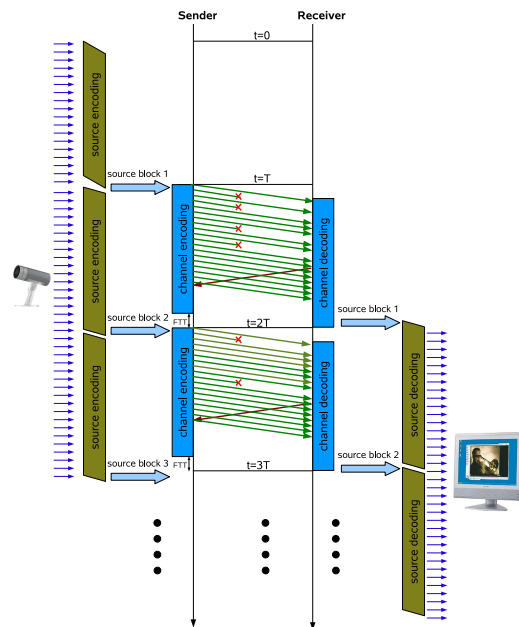 Sender
Receiver
t=0
source encoding
source block 1
t=T
source encoding
channel encoding
channel decoding
source block 1
FTT
source block 2
t=2T
source encoding
channel encoding
channel decoding
source decoding
source block 2
source block 3
FTT
t=3T
source decoding